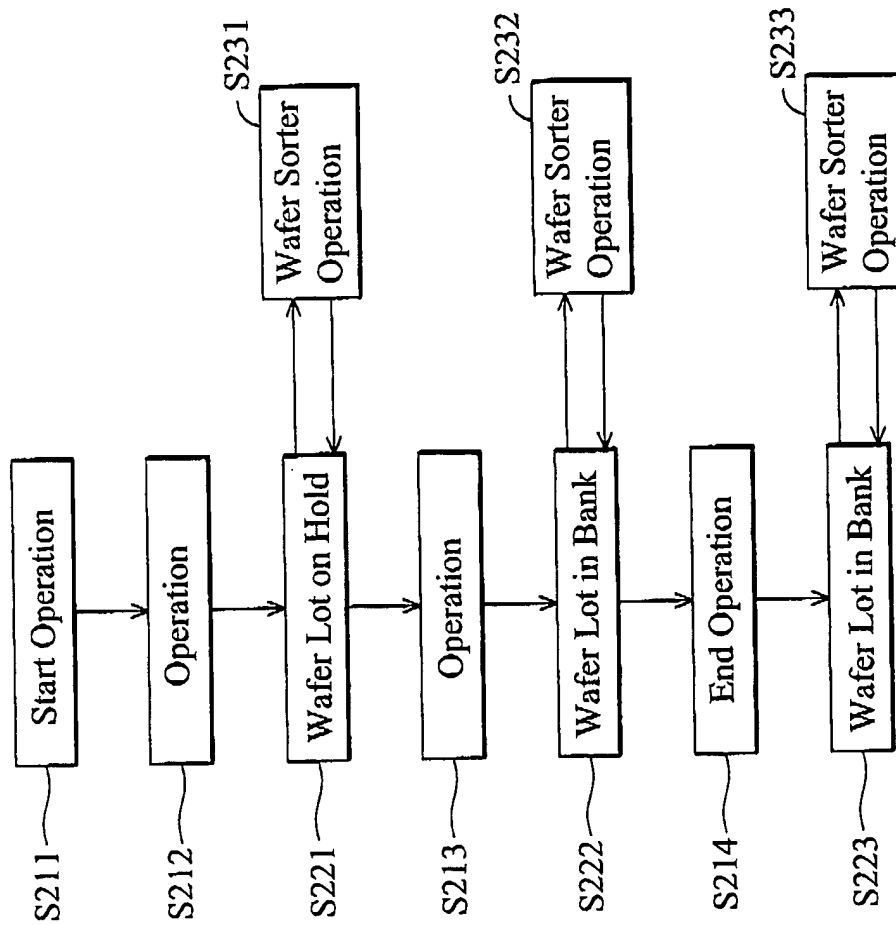 S211
Start Operation
S212
Operation
S221
Wafer Lot on Hold
S231
Wafer Sorter
Operation
S213
Operation
S222
Wafer Lot in Bank
S232
Wafer Sorter
Operation
S214
End Operation
S223
Wafer Lot in Bank
S233
Wafer Sorter
Operation